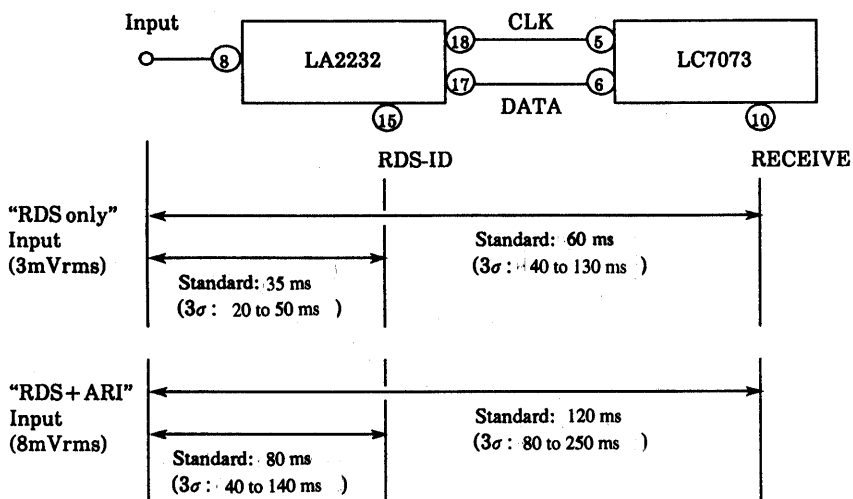 Input
CLK
8
LA2232
18
5
LC7073
17
6
DATA
15
10
RDS-ID
RECEIVE
“RDS only”
Input
(3mVrms)
Standard: 60 ms
(3σ : 40 to 130 ms )
Standard: 35 ms
(3σ : 20 to 50 ms )
“RDS+ARI”
Input
(8mVrms)
Standard: 120 ms
(3σ : 80 to 250 ms )
Standard: 80 ms
(3σ : 40 to 140 ms )